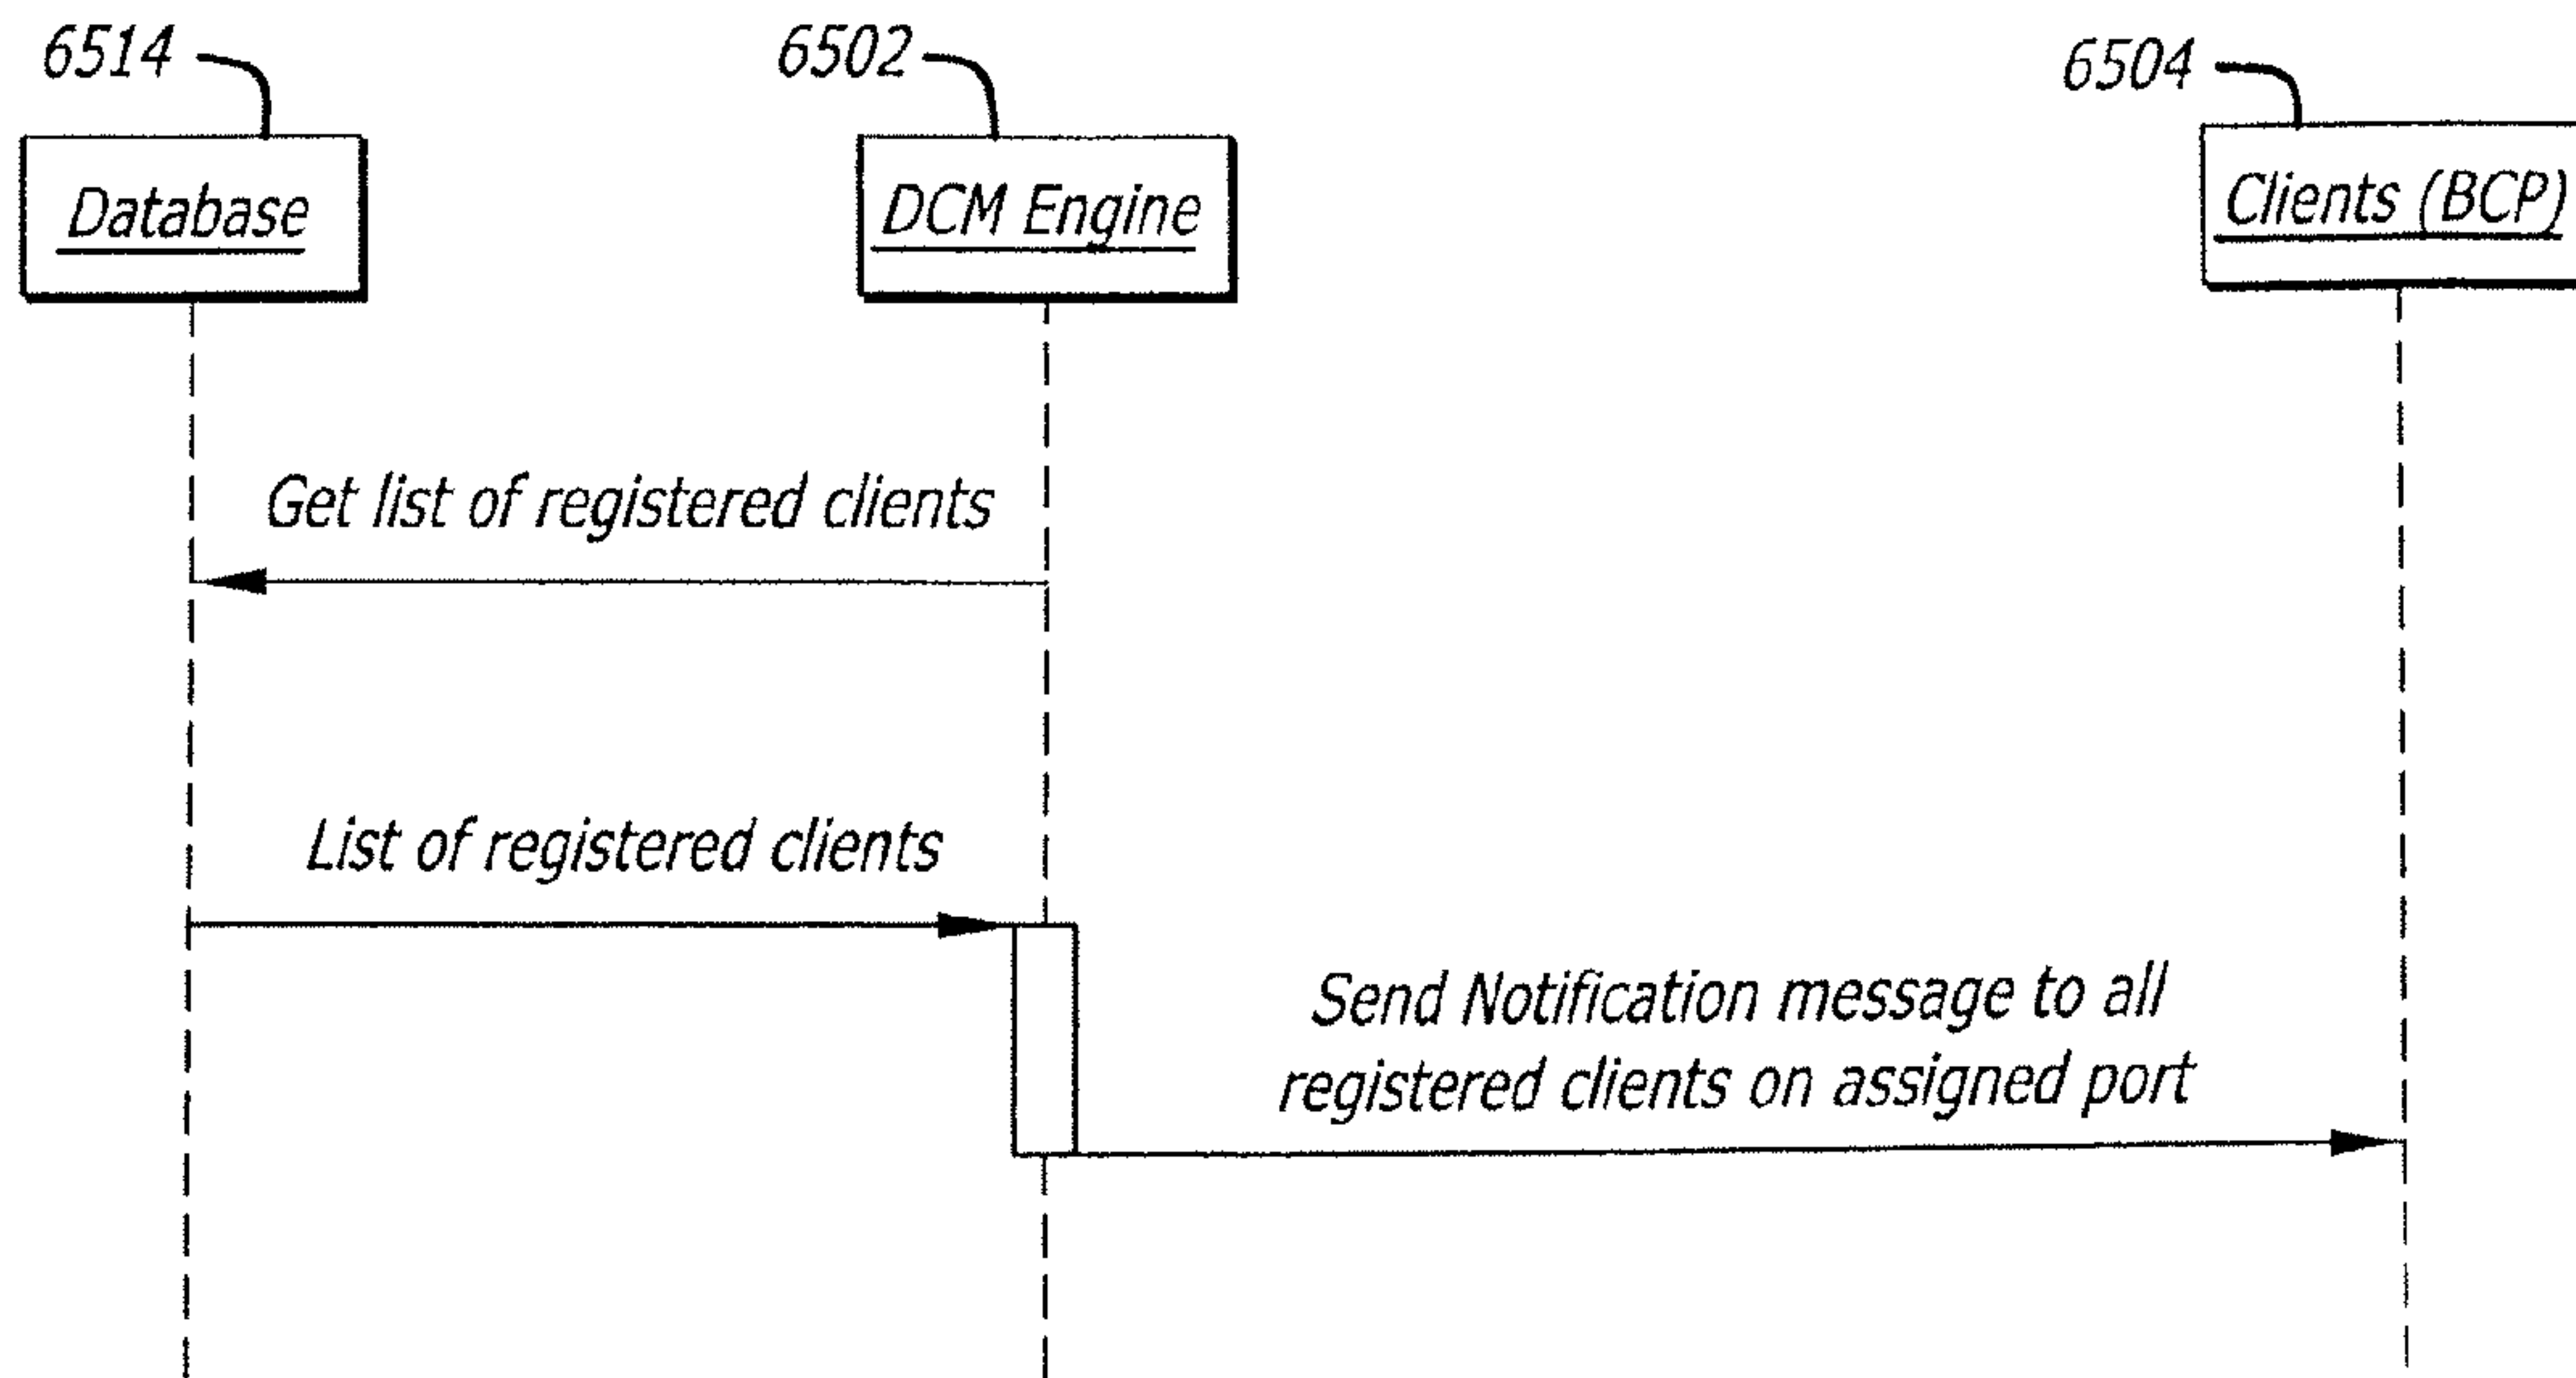 6514
6502
6504
Database
DCM Engine
Clients (BCP)
Get list of registered clients
List of registered clients
Send Notification message to all
registered clients on assigned port